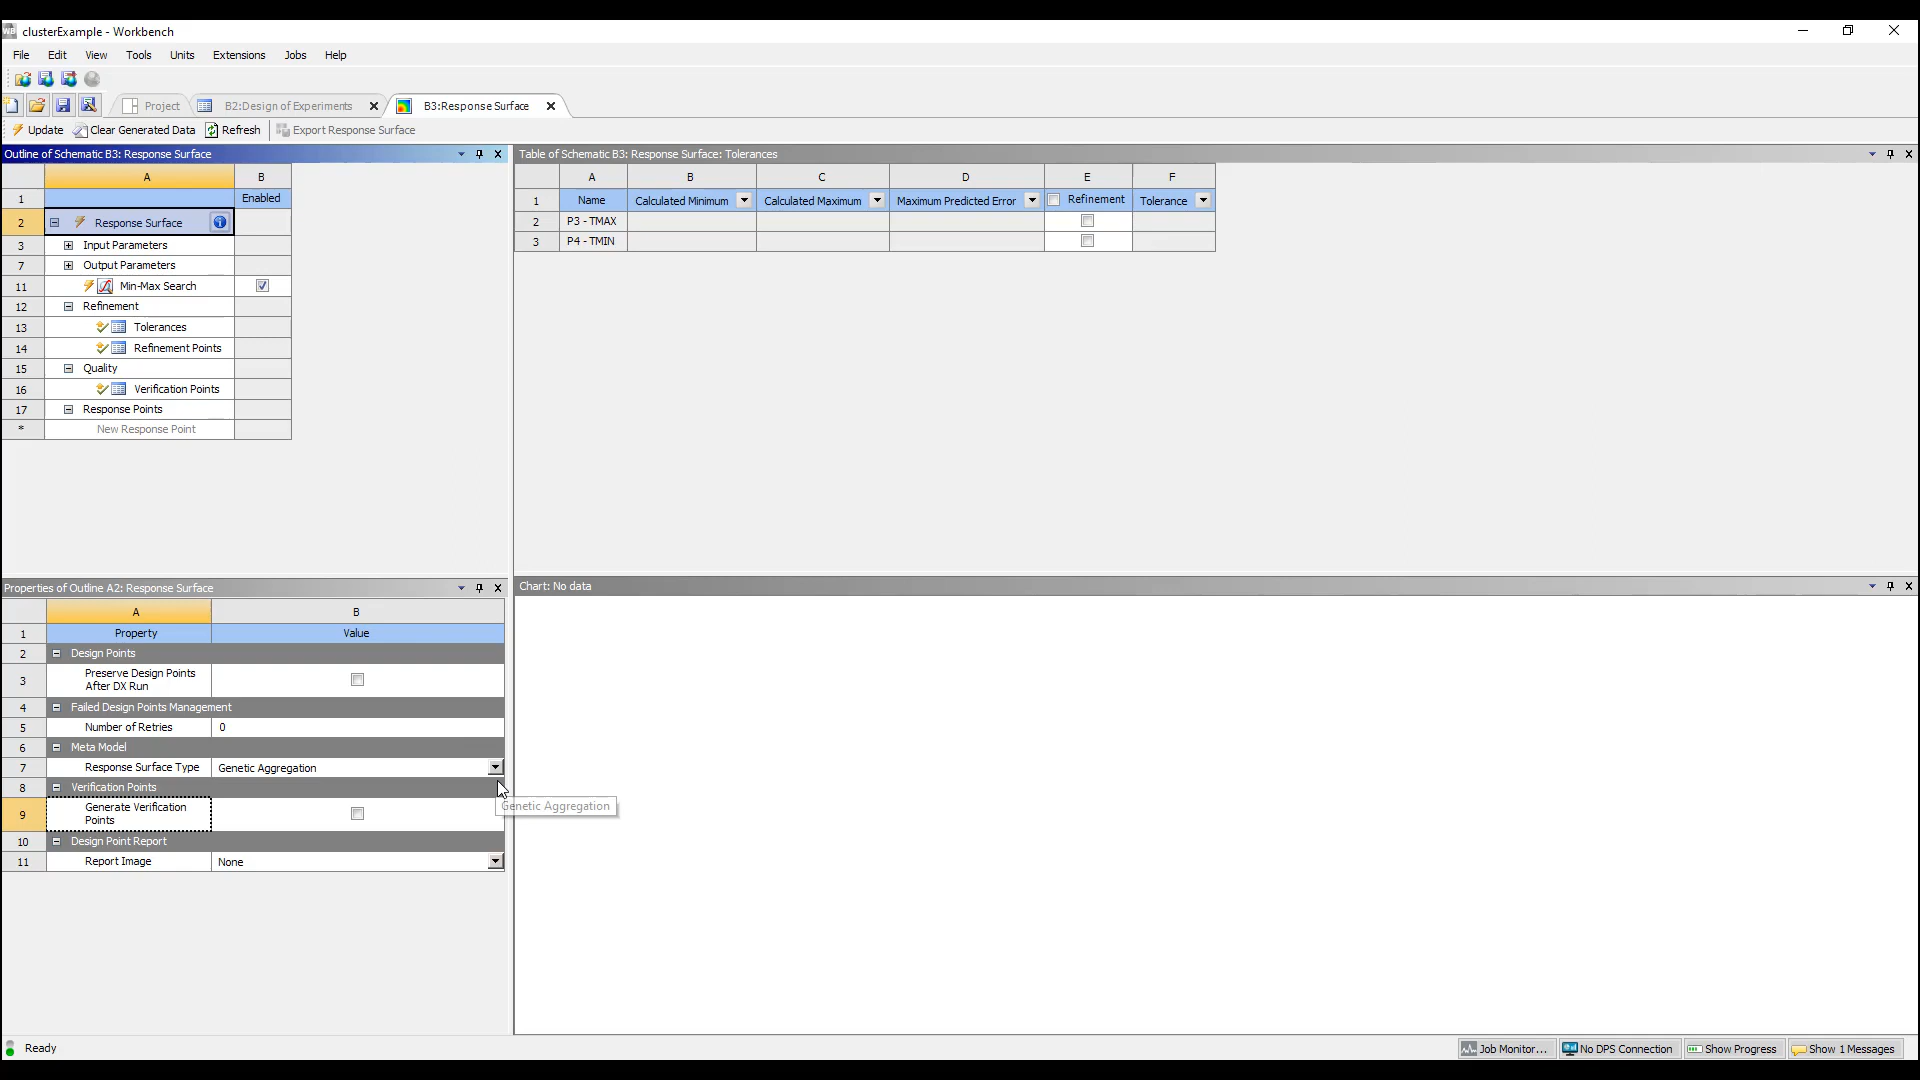 clusterExample - Workbench
File Edit View Tools Units Extensions Jobs Help
Project B2:Design of Experiments B3:Response Surface
Update Clear Generated Data Refresh Export Response Surface
Outline of Schematic B3: Response Surface
A B
1 Enabled
2 Response Surface
3 Input Parameters
7 Output Parameters
11 Min-Max Search
12 Refinement
13 Tolerances
14 Refinement Points
15 Quality
16 Verification Points
17 Response Points
* New Response Point
Table of Schematic B3: Response Surface: Tolerances
A B C D E F
1 Name Calculated Minimum Calculated Maximum Maximum Predicted Error Refinement Tolerance
2 P3 - TMAX
3 P4 - TMIN
Properties of Outline A2: Response Surface
A B
1 Property Value
2 Design Points
3 Preserve Design Points
After DX Run
4 Failed Design Points Management
5 Number of Retries 0
6 Meta Model
7 Response Surface Type Genetic Aggregation
8 Verification Points
Genetic Aggregation
9 Generate Verification
Points
10 Design Point Report
11 Report Image None
Chart: No data
Ready
Job Monitor... No DPS Connection Show Progress Show 1 Messages